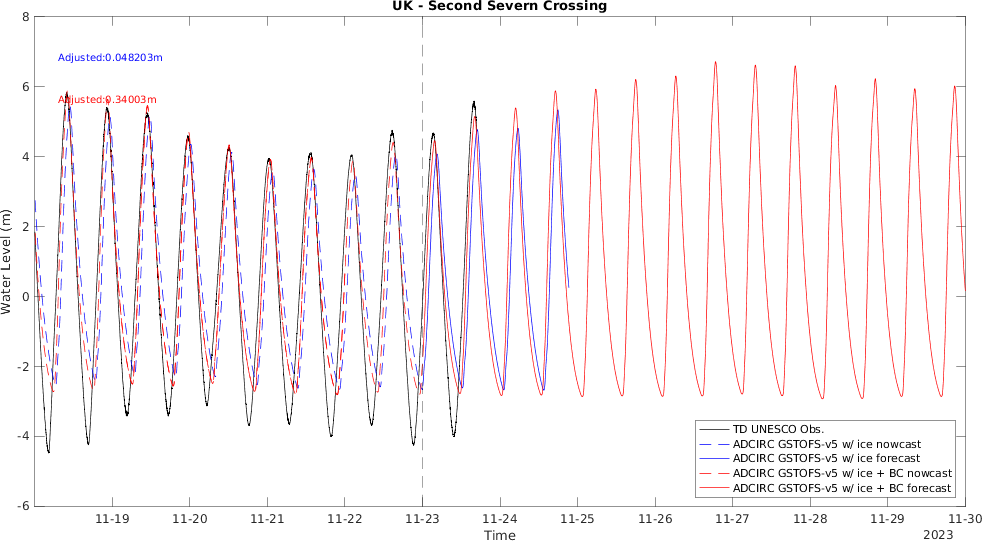 UK - Second Severn Crossing
8
6
4
2
0
-2
-4
-6
Water Level (m)
Adjusted:0.048203m
Adjusted:0.34003m
TD UNESCO Obs.
ADCIRC GSTOFS-v5 w/ ice nowcast
ADCIRC GSTOFS-v5 w/ ice forecast
ADCIRC GSTOFS-v5 w/ ice + BC nowcast
ADCIRC GSTOFS-v5 w/ ice + BC forecast
11-19 11-20 11-21 11-22 11-23 11-24 11-25 11-26 11-27 11-28 11-29 11-30
Time
2023